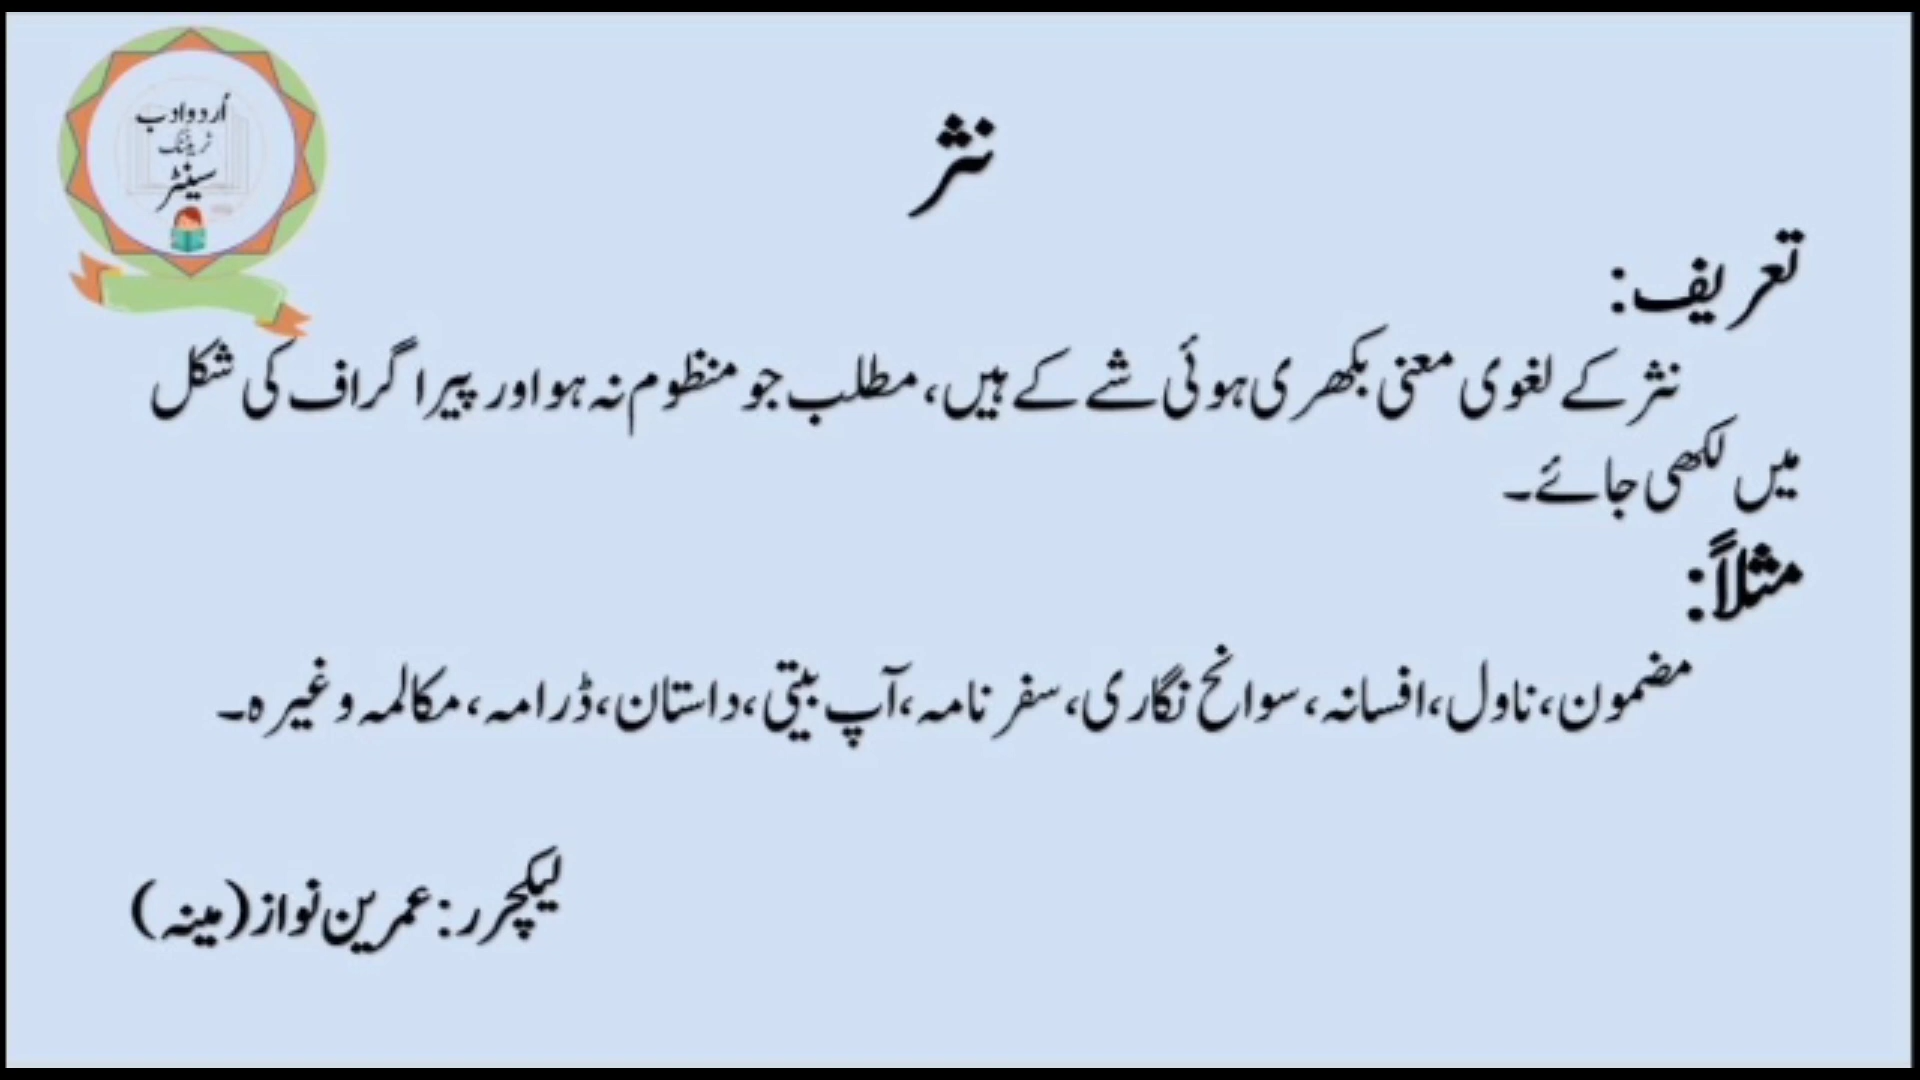 اُردو ادب
ٹریننگ
سینٹر
نثر
تعریف:
نثر کے لغوی معنی بکھری ہوئی شے کے ہیں، مطلب جو منظوم نہ ہو اور پیراگراف کی شکل
میں لکھی جائے۔
مثلاً:
مضمون، ناول، افسانہ، سوانح نگاری، سفر نامہ، آپ بیتی، داستان، ڈرامہ، مکالمہ وغیرہ۔
لیکچرر: عمرین نواز (مینہ)